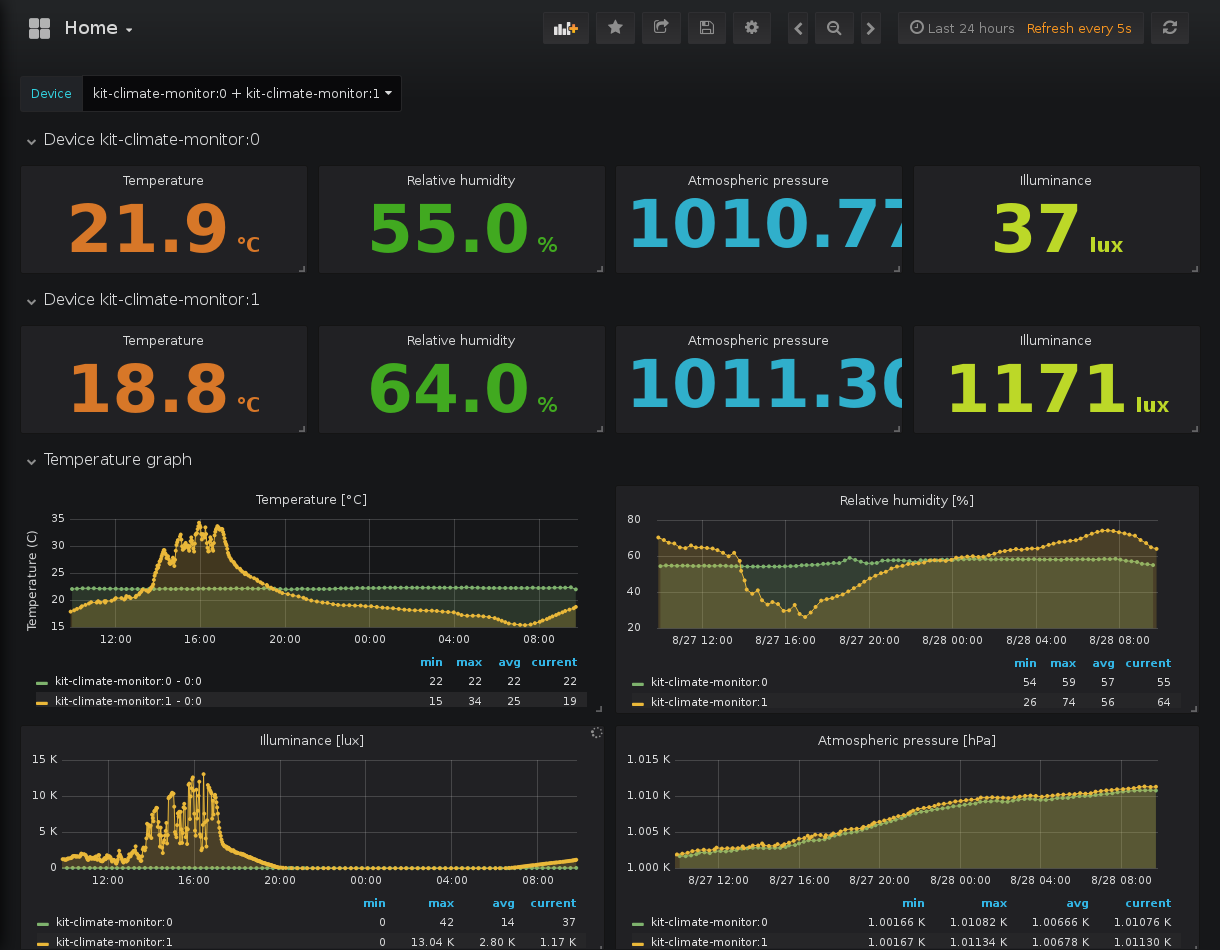 Home
Last 24 hours Refresh every 5s
Device kit-climate-monitor:0 + kit-climate-monitor:1
Device kit-climate-monitor:0
Temperature Relative humidity Atmospheric pressure Illuminance
21.9 °C 55.0 % 1010.77 37 lux
Device kit-climate-monitor:1
Temperature Relative humidity Atmospheric pressure Illuminance
18.8 °C 64.0 % 1011.30 1171 lux
Temperature graph
Temperature [°C]
Temperature (C)
35
30
25
20
15
12:00 16:00 20:00 00:00 04:00 08:00
min max avg current
kit-climate-monitor:0 - 0:0 22 22 22 22
kit-climate-monitor:1 - 0:0 15 34 25 19
Relative humidity [%]
80
60
40
20
8/27 12:00 8/27 16:00 8/27 20:00 8/28 00:00 8/28 04:00 8/28 08:00
min max avg current
kit-climate-monitor:0 54 59 57 55
kit-climate-monitor:1 26 74 56 64
Illuminance [lux]
15 K
10 K
5 K
0
12:00 16:00 20:00 00:00 04:00 08:00
min max avg current
kit-climate-monitor:0 0 42 14 37
kit-climate-monitor:1 0 13.04 K 2.80 K 1.17 K
Atmospheric pressure [hPa]
1.015 K
1.010 K
1.005 K
1.000 K
8/27 12:00 8/27 16:00 8/27 20:00 8/28 00:00 8/28 04:00 8/28 08:00
min max avg current
kit-climate-monitor:0 1.00166 K 1.01082 K 1.00666 K 1.01076 K
kit-climate-monitor:1 1.00167 K 1.01134 K 1.00678 K 1.01130 K